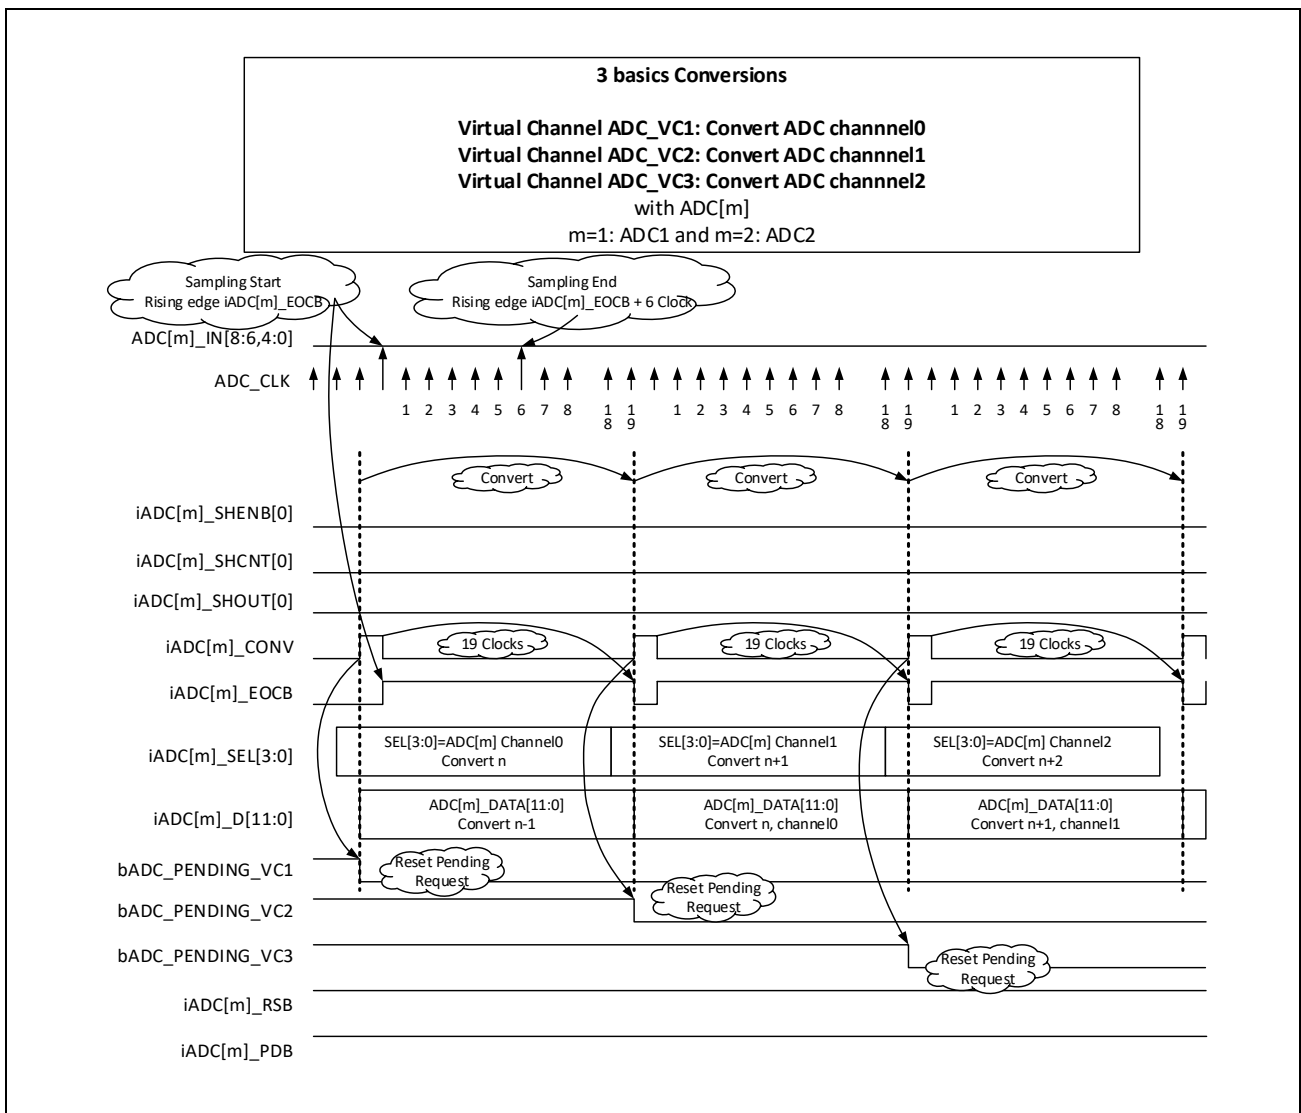 3 basics Conversions
Virtual Channel ADC_VC1: Convert ADC channnel0
Virtual Channel ADC_VC2: Convert ADC channnel1
Virtual Channel ADC_VC3: Convert ADC channnel2
with ADC[m]
m=1: ADC1 and m=2: ADC2
Sampling Start
Rising edge iADC[m]_EOCB
Sampling End
Rising edge iADC[m]_EOCB + 6 Clock
ADC[m]_IN[8:6,4:0]
ADC_CLK
1 2 3 4 5 6 7 8 18 19 1 2 3 4 5 6 7 8 18 19 1 2 3 4 5 6 7 8 18 19
Convert Convert Convert
iADC[m]_SHENB[0]
iADC[m]_SHCNT[0]
iADC[m]_SHOUT[0]
iADC[m]_CONV
19 Clocks 19 Clocks 19 Clocks
iADC[m]_EOCB
iADC[m]_SEL[3:0]
SEL[3:0]=ADC[m] Channel0
Convert n
SEL[3:0]=ADC[m] Channel1
Convert n+1
SEL[3:0]=ADC[m] Channel2
Convert n+2
iADC[m]_D[11:0]
ADC[m]_DATA[11:0]
Convert n-1
ADC[m]_DATA[11:0]
Convert n, channel0
ADC[m]_DATA[11:0]
Convert n+1, channel1
bADC_PENDING_VC1
Reset Pending
Request
bADC_PENDING_VC2
Reset Pending
Request
bADC_PENDING_VC3
Reset Pending
Request
iADC[m]_RSB
iADC[m]_PDB